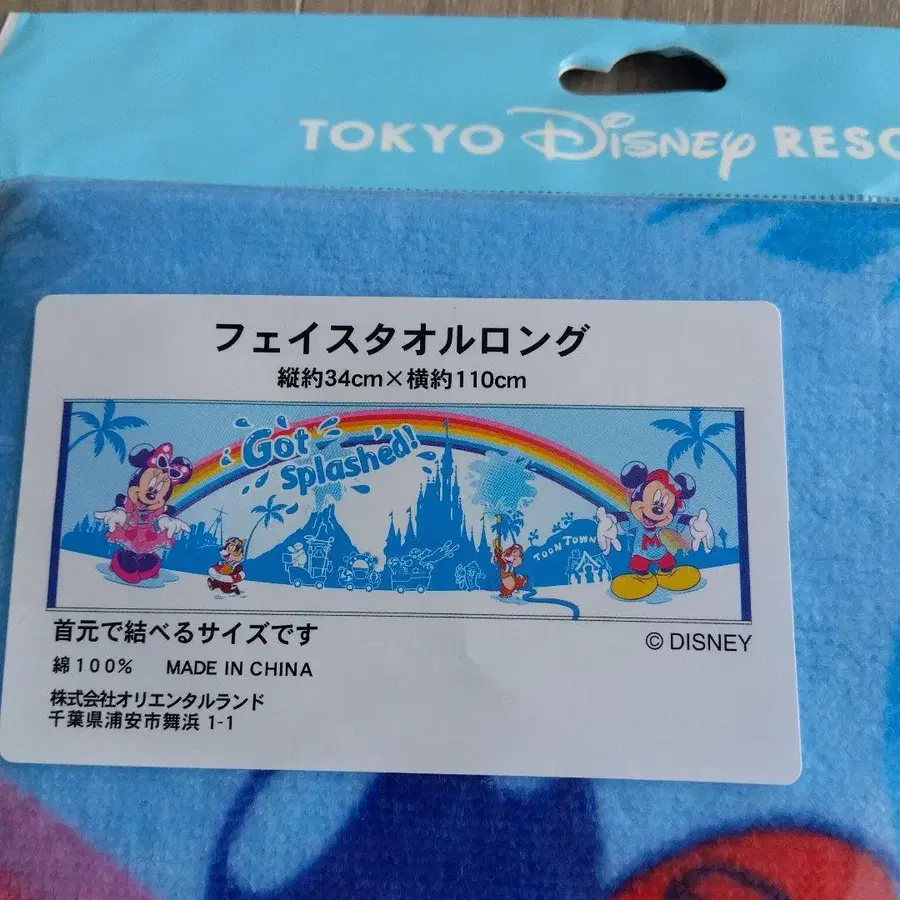 TOKYO DISNEY RESO
フェイスタオルロング
縦約34cm×横約110cm
Got
splashed!
TOON TOWN
M
首元で結べるサイズです
© DISNEY
綿100% MADE IN CHINA
株式会社オリエンタルランド
千葉県浦安市舞浜 1-1